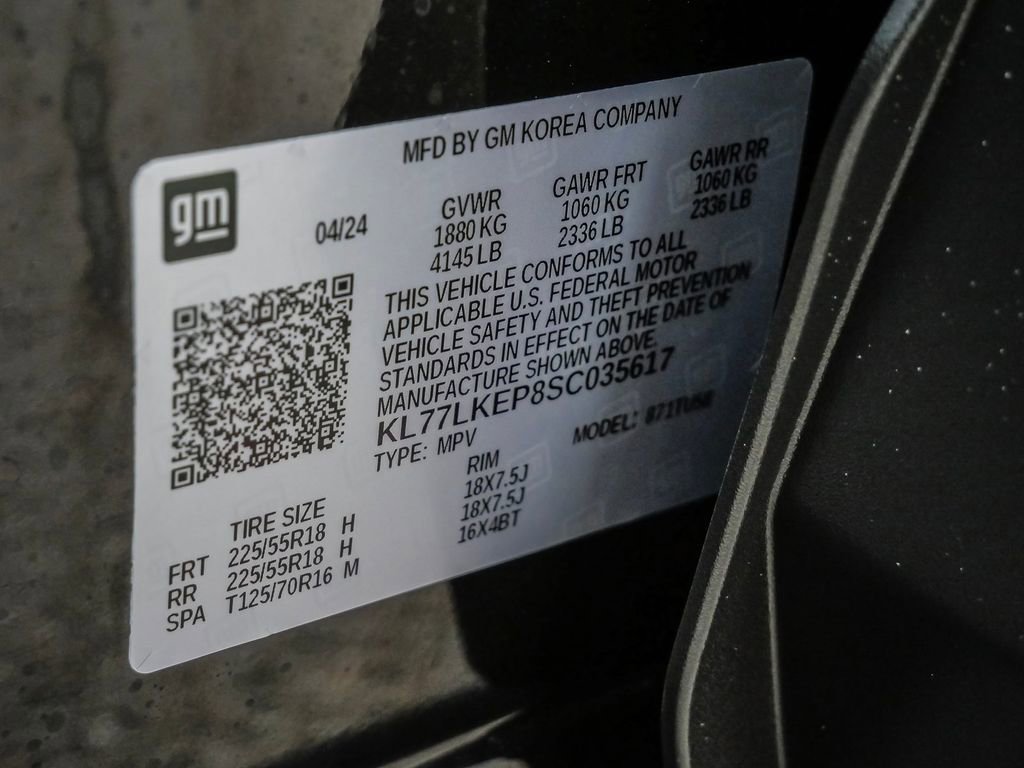 MFD BY GM KOREA COMPANY
gm
04/24
GVWR GAWR FRT GAWR RR
1880 KG 1060 KG 1060 KG
4145 LB 2336 LB 2336 LB
THIS VEHICLE CONFORMS TO ALL
APPLICABLE U.S. FEDERAL MOTOR
VEHICLE SAFETY AND THEFT PREVENTION
STANDARDS IN EFFECT ON THE DATE OF
MANUFACTURE SHOWN ABOVE.
KL77LKEP8SC035617
TYPE: MPV MODEL:
TIRE SIZE RIM
FRT 225/55R18 H 18X7.5J
RR 225/55R18 H 18X7.5J
SPA T125/70R16 M 16X4BT